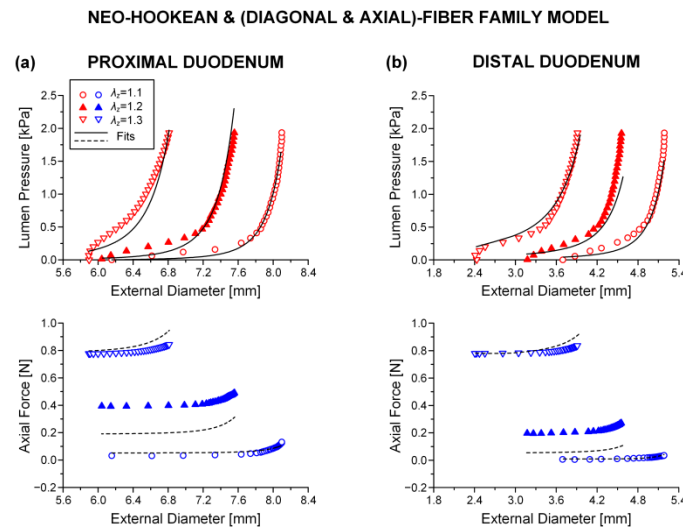 NEO-HOOKEAN & (DIAGONAL & AXIAL)-FIBER FAMILY MODEL
(a) PROXIMAL DUODENUM
λz=1.1
λz=1.2
λz=1.3
Fits
Lumen Pressure [kPa]
2.5
2.0
1.5
1.0
0.5
0.0
5.6 6.0 6.4 6.8 7.2 7.6 8.0 8.4
External Diameter [mm]
(b) DISTAL DUODENUM
Lumen Pressure [kPa]
2.5
2.0
1.5
1.0
0.5
0.0
1.8 2.4 3.0 3.6 4.2 4.8 5.4
External Diameter [mm]
Axial Force [N]
1.0
0.8
0.6
0.4
0.2
0.0
−0.2
5.6 6.0 6.4 6.8 7.2 7.6 8.0 8.4
External Diameter [mm]
Axial Force [N]
1.0
0.8
0.6
0.4
0.2
0.0
−0.2
1.8 2.4 3.0 3.6 4.2 4.8 5.4
External Diameter [mm]